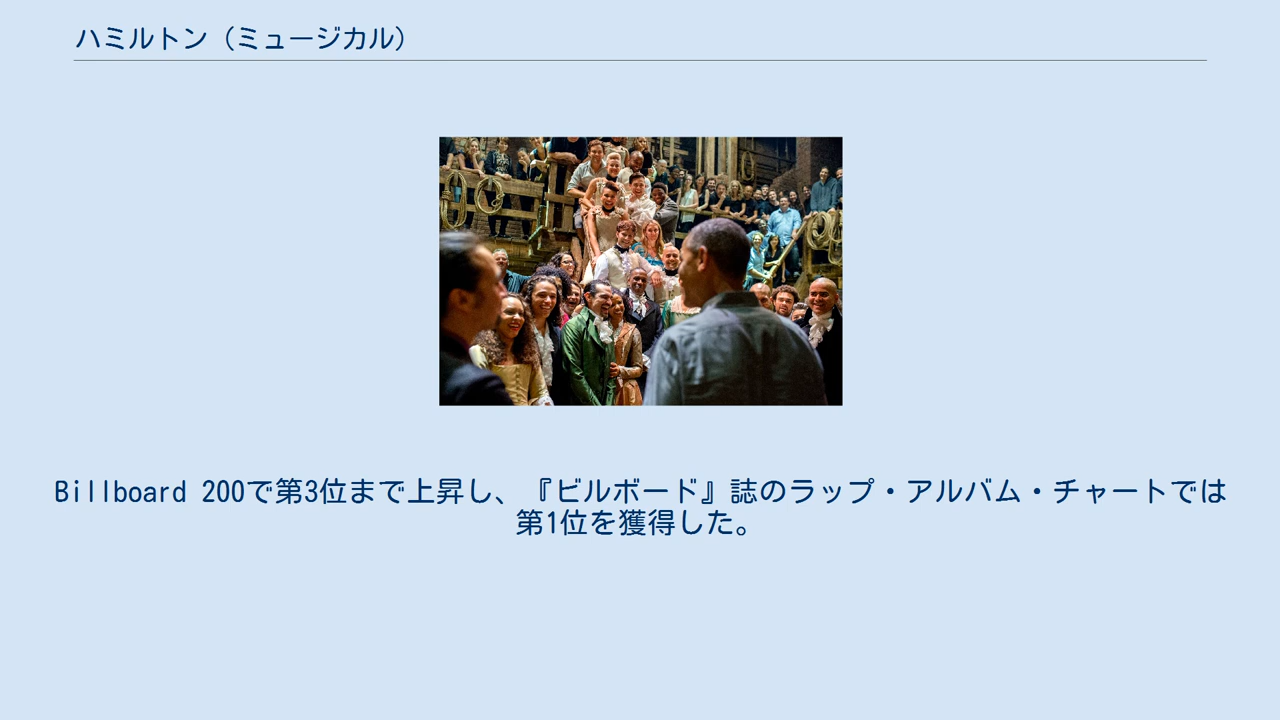 ハミルトン（ミュージカル）
Billboard 200で第3位まで上昇し、『ビルボード』誌のラップ・アルバム・チャートでは
第1位を獲得した。